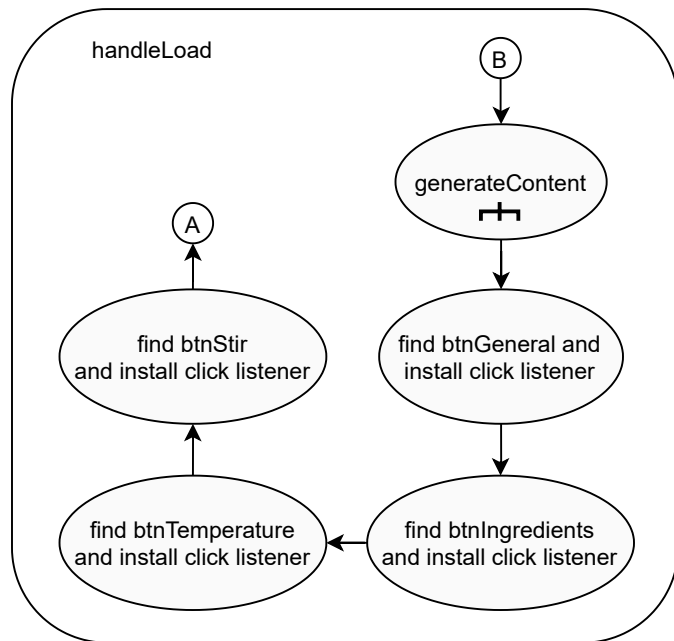 handleLoad
B
generateContent
A
find btnStir
and install click listener
find btnGeneral and
install click listener
find btnTemperature
and install click listener
find btnIngredients
and install click listener